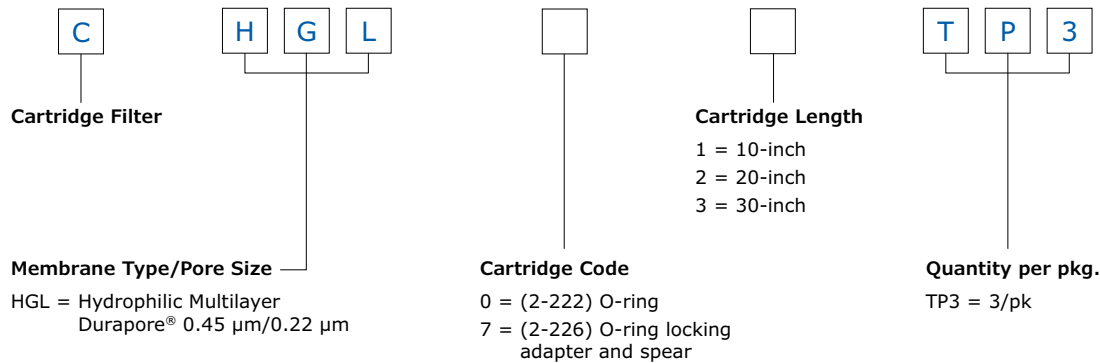 C H G L T P 3
Cartridge Filter
Cartridge Length
1 = 10-inch
2 = 20-inch
3 = 30-inch
Membrane Type/Pore Size
HGL = Hydrophilic Multilayer
Durapore® 0.45 µm/0.22 µm
Cartridge Code
0 = (2-222) O-ring
7 = (2-226) O-ring locking
adapter and spear
Quantity per pkg.
TP3 = 3/pk